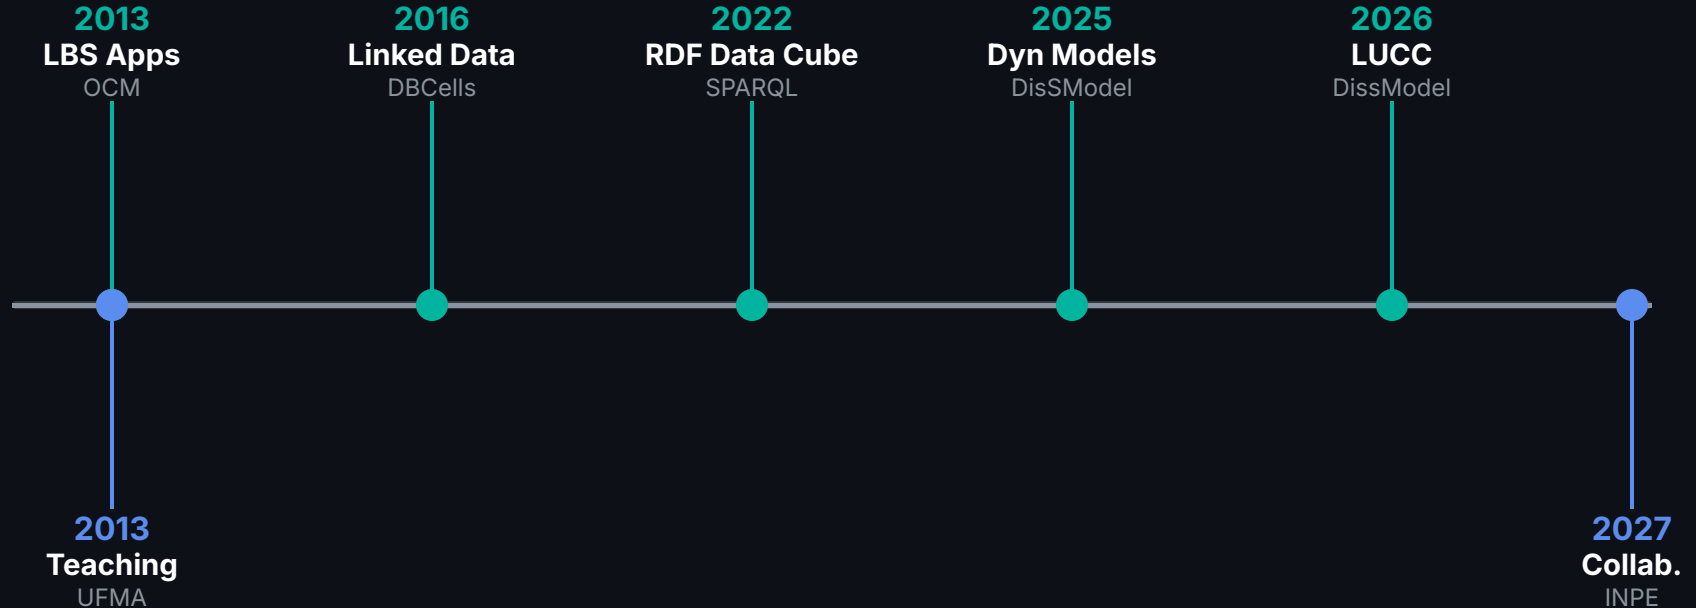 2013
LBS Apps
OCM
2016
Linked Data
DBCells
2022
RDF Data Cube
SPARQL
2025
Dyn Models
DisSModel
2026
LUCC
DissModel
2013
Teaching
UFMA
2027
Collab.
INPE